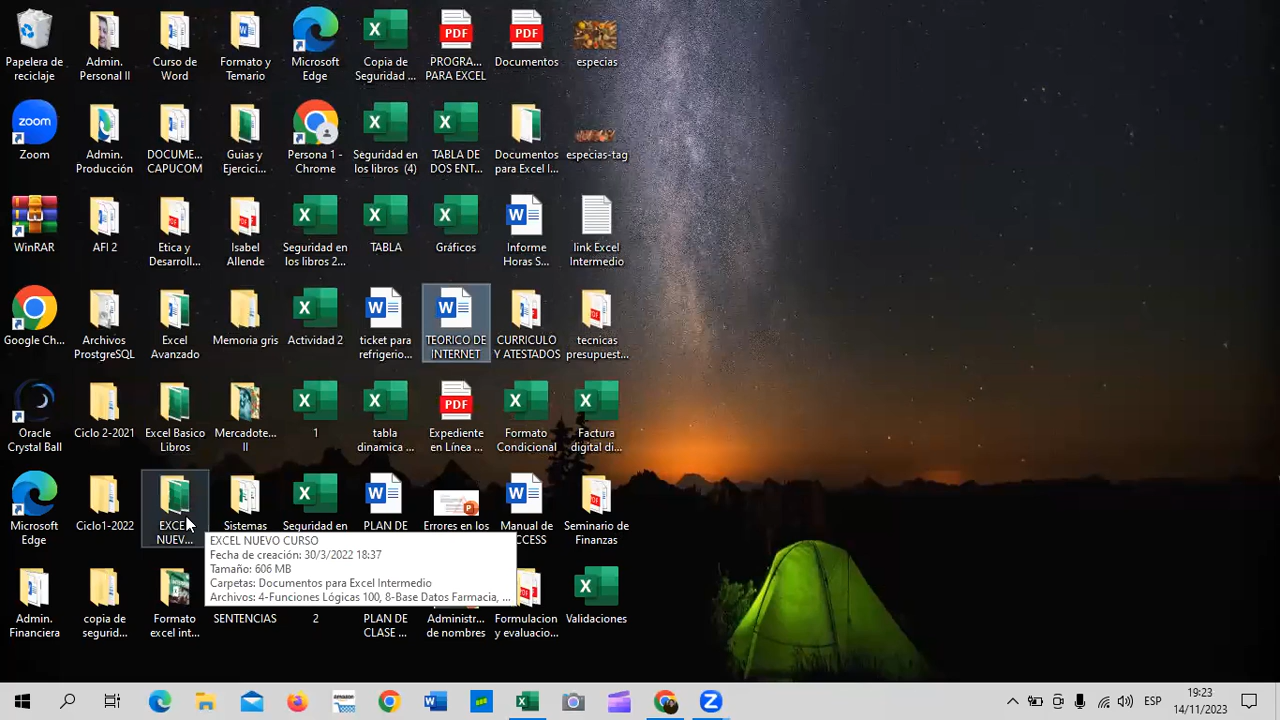 Papelera de
reciclaje
Admin.
Personal II
Curso de
Word
Formato y
Temario
Microsoft
Edge
Copia de
Seguridad ...
PROGRA...
PARA EXCEL
Documentos
especias
Zoom
Admin.
Producción
DOCUME...
CAPUCOM
Guias y
Ejercici...
Persona 1 -
Chrome
Seguridad en
los libros (4)
TABLA DE
DOS ENT...
Documentos
para Excel I...
especias-tag
WinRAR
AFI 2
Etica y
Desarroll...
Isabel
Allende
Seguridad en
los libros 2...
TABLA
Gráficos
Informe
Horas S...
link Excel
Intermedio
Google Ch...
Archivos
ProstgreSQL
Excel
Avanzado
Memoria gris
Actividad 2
ticket para
refrigerio...
TEORICO DE
INTERNET
CURRICULO
Y ATESTADOS
tecnicas
presupuest...
Oracle
Crystal Ball
Ciclo 2-2021
Excel Basico
Libros
Mercadote...
II
1
tabla
dinamica ...
Expediente
en Línea ...
Formato
Condicional
Factura
digital di...
Microsoft
Edge
Ciclo1-2022
EXCEL
NUEV...
Sistemas
Seguridad en
PLAN DE
Errores en los
Manual de
CCESS
Seminario de
Finanzas
EXCEL NUEVO CURSO
Fecha de creación: 30/3/2022 18:37
Tamaño: 606 MB
Carpetas: Documentos para Excel Intermedio
Archivos: 4-Funciones Lógicas 100, 8-Base Datos Farmacia, ...
Admin.
Financiera
copia de
segurid...
Formato
excel int...
SENTENCIAS
2
PLAN DE
CLASE ...
Administr...
de nombres
Formulacion
y evaluacio...
Validaciones
zoom
PDF
ESP
19:23
14/11/2023